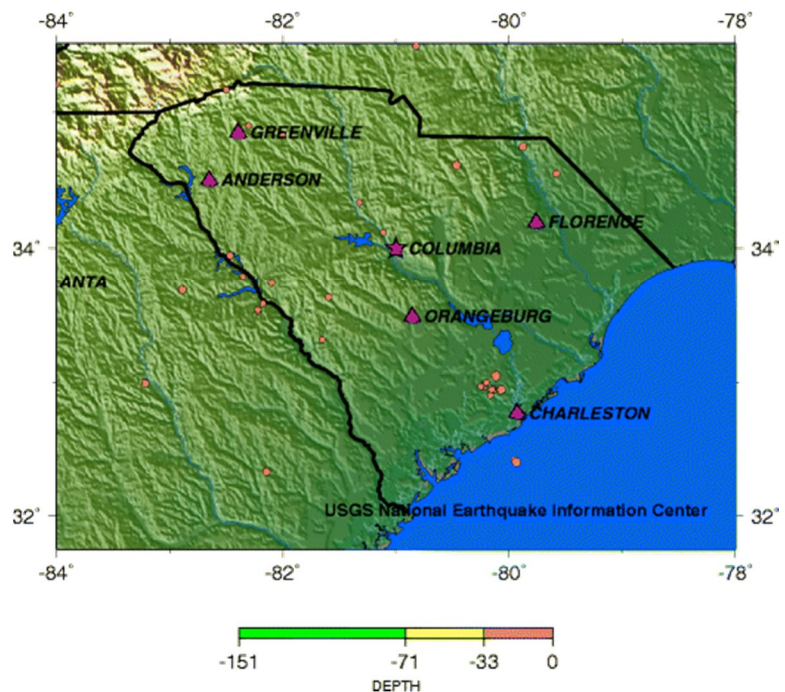 -84° -82° -80° -78°
GREENVILLE
ANDERSON
FLORENCE
34° COLUMBIA 34°
ANTA
ORANGEBURG
CHARLESTON
32° USGS National Earthquake Information Center 32°
-84° -82° -80° -78°
-151 -71 -33 0
DEPTH